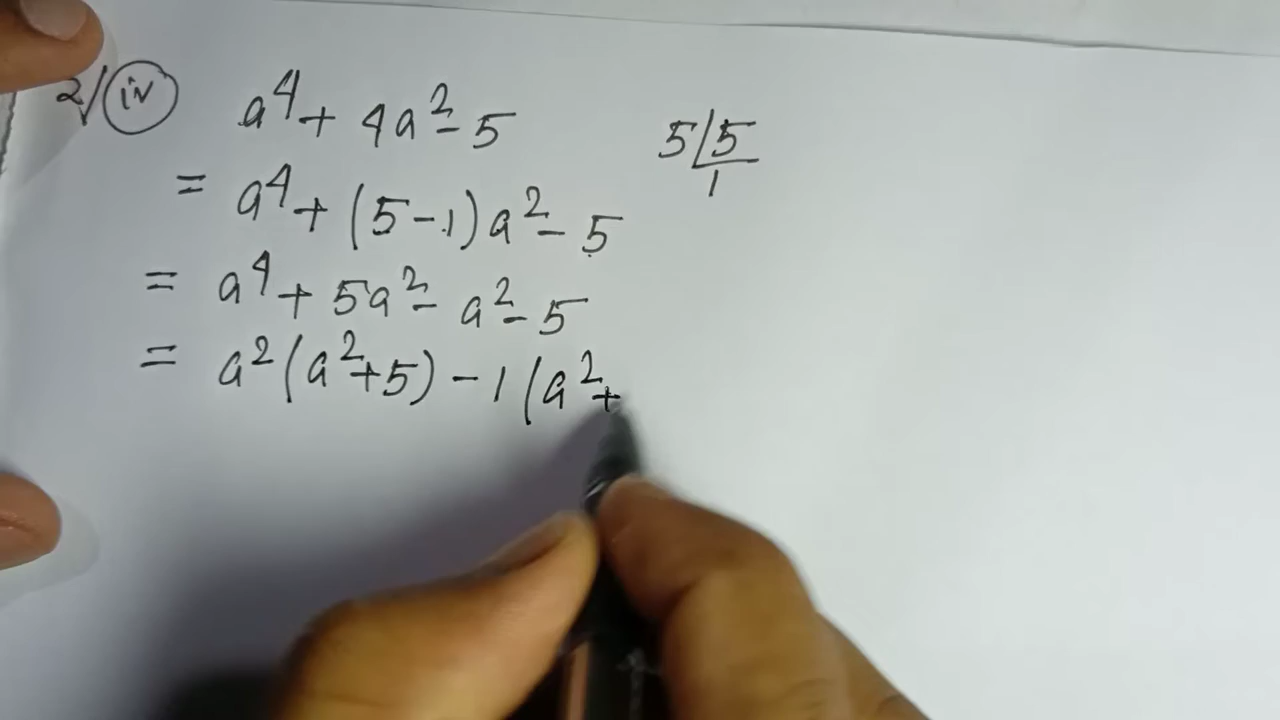 2/ iv a⁴ + 4a² - 5
= a⁴ + (5 - 1)a² - 5
= a⁴ + 5a² - a² - 5
= a²(a² + 5) - 1(a² +
5/5
1